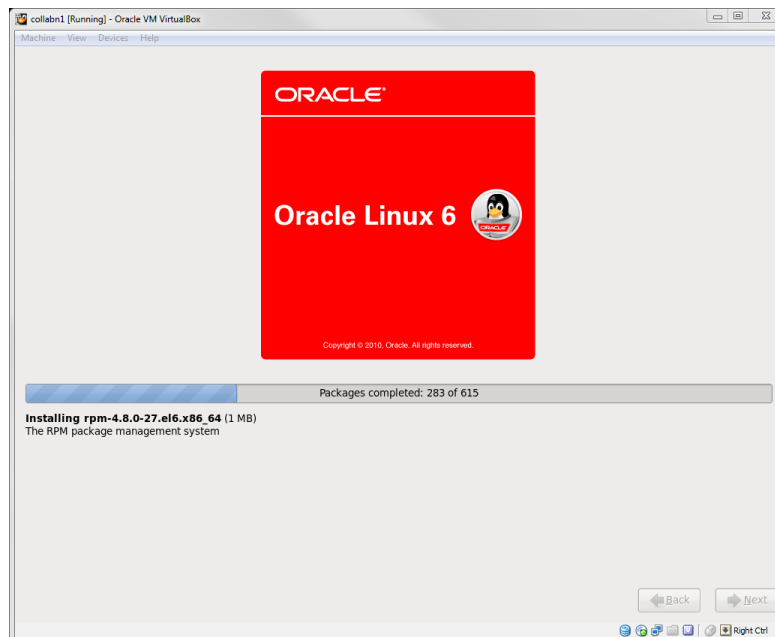 collabn1 [Running] - Oracle VM VirtualBox
Machine View Devices Help
ORACLE®
Oracle Linux 6
ORACLE
Copyright © 2010, Oracle. All rights reserved.
Packages completed: 283 of 615
Installing rpm-4.8.0-27.el6.x86_64 (1 MB)
The RPM package management system
Back Next
Right Ctrl